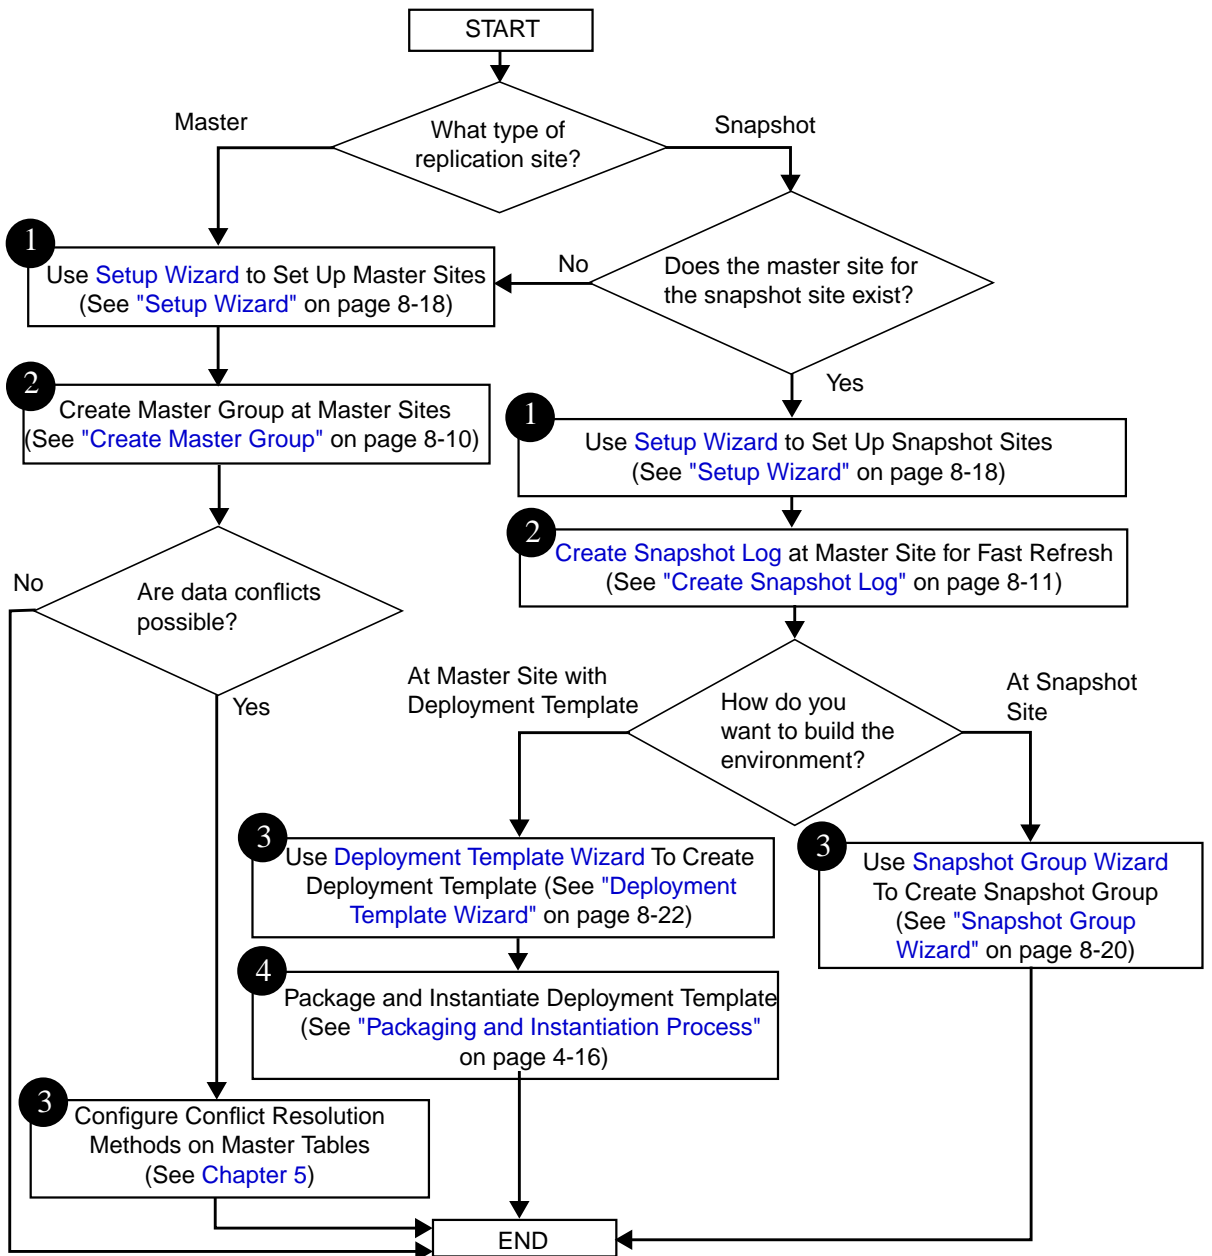 START
What type of
replication site?
Master
Snapshot
1
Use Setup Wizard to Set Up Master Sites
(See "Setup Wizard" on page 8-18)
No
Does the master site for
the snapshot site exist?
Yes
2
Create Master Group at Master Sites
(See "Create Master Group" on page 8-10)
1
Use Setup Wizard to Set Up Snapshot Sites
(See "Setup Wizard" on page 8-18)
2
Create Snapshot Log at Master Site for Fast Refresh
(See "Create Snapshot Log" on page 8-11)
No
Are data conflicts
possible?
Yes
At Master Site with
Deployment Template
How do you
want to build the
environment?
At Snapshot
Site
3
Use Deployment Template Wizard To Create
Deployment Template (See "Deployment
Template Wizard" on page 8-22)
3
Use Snapshot Group Wizard
To Create Snapshot Group
(See "Snapshot Group
Wizard" on page 8-20)
4
Package and Instantiate Deployment Template
(See "Packaging and Instantiation Process"
on page 4-16)
3
Configure Conflict Resolution
Methods on Master Tables
(See Chapter 5)
END